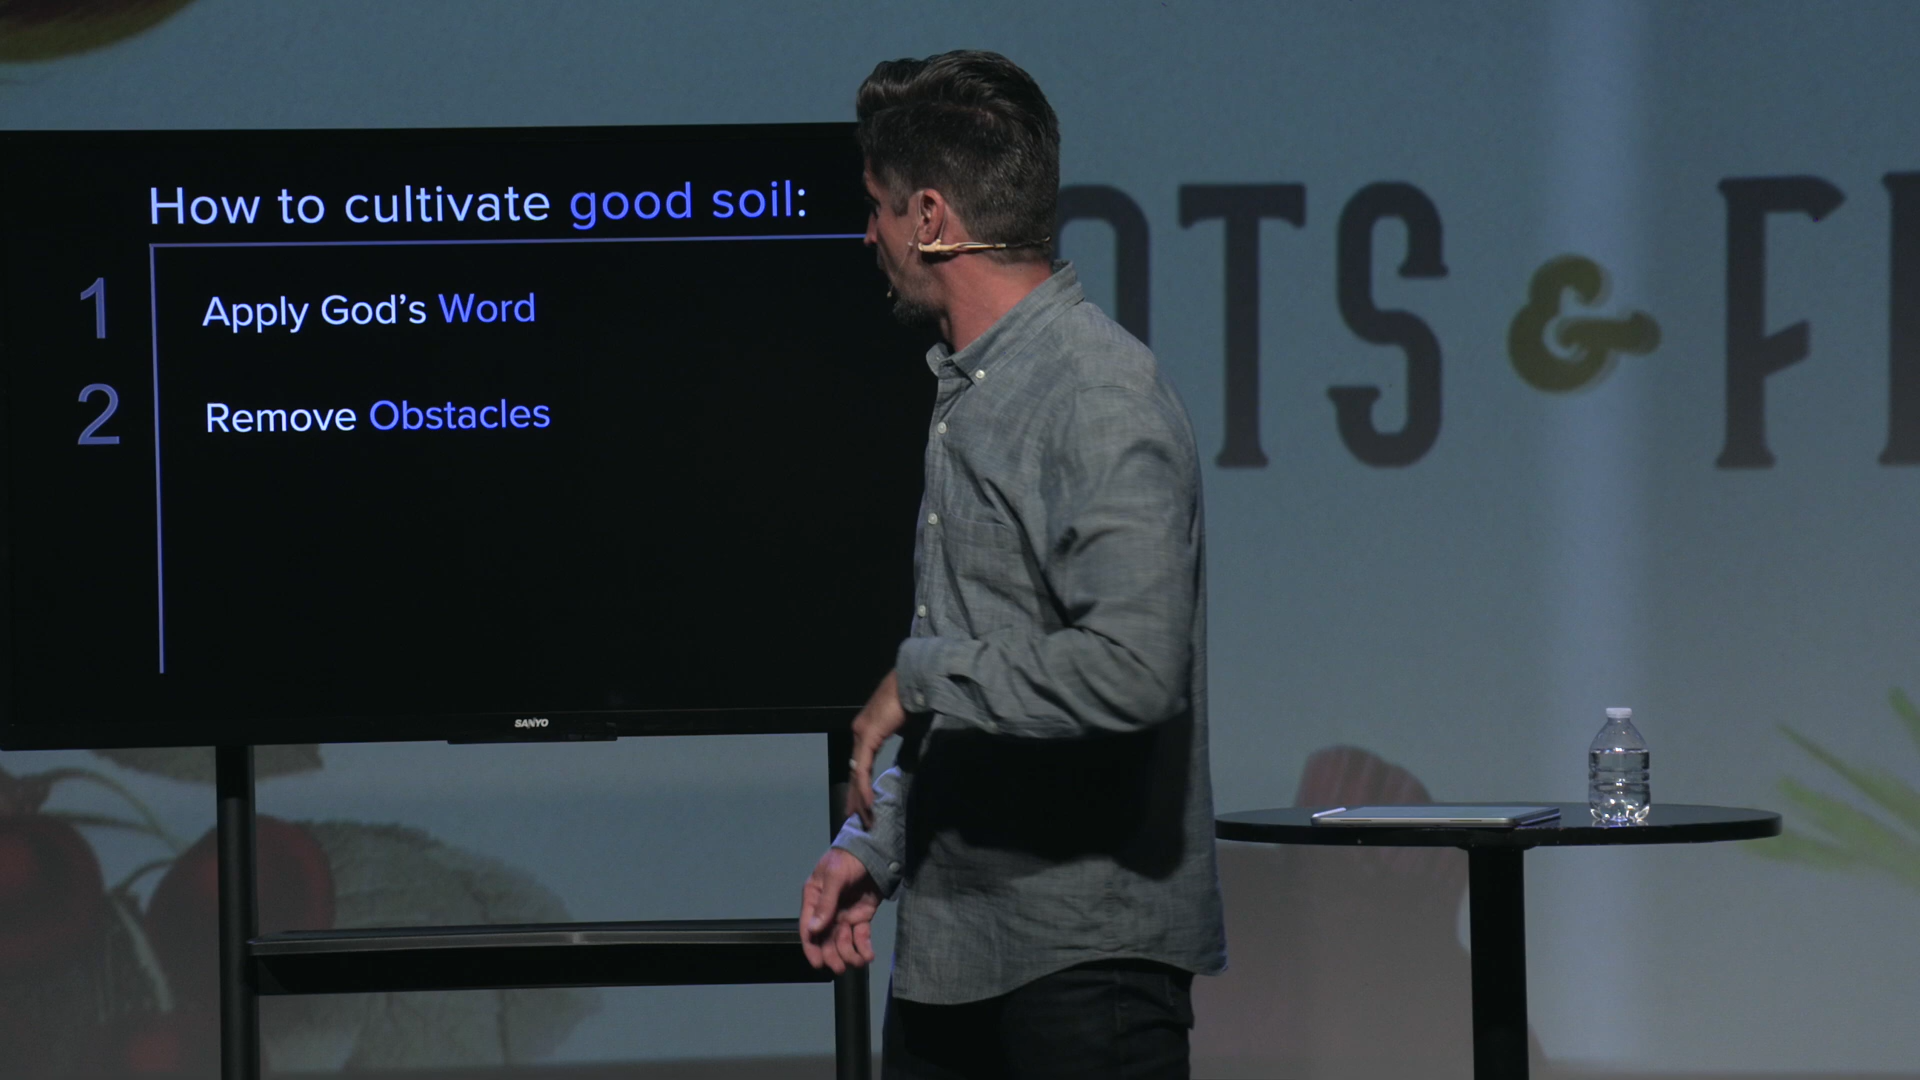 How to cultivate good soil:
1 Apply God’s Word
2 Remove Obstacles
SANYO
OTS & F